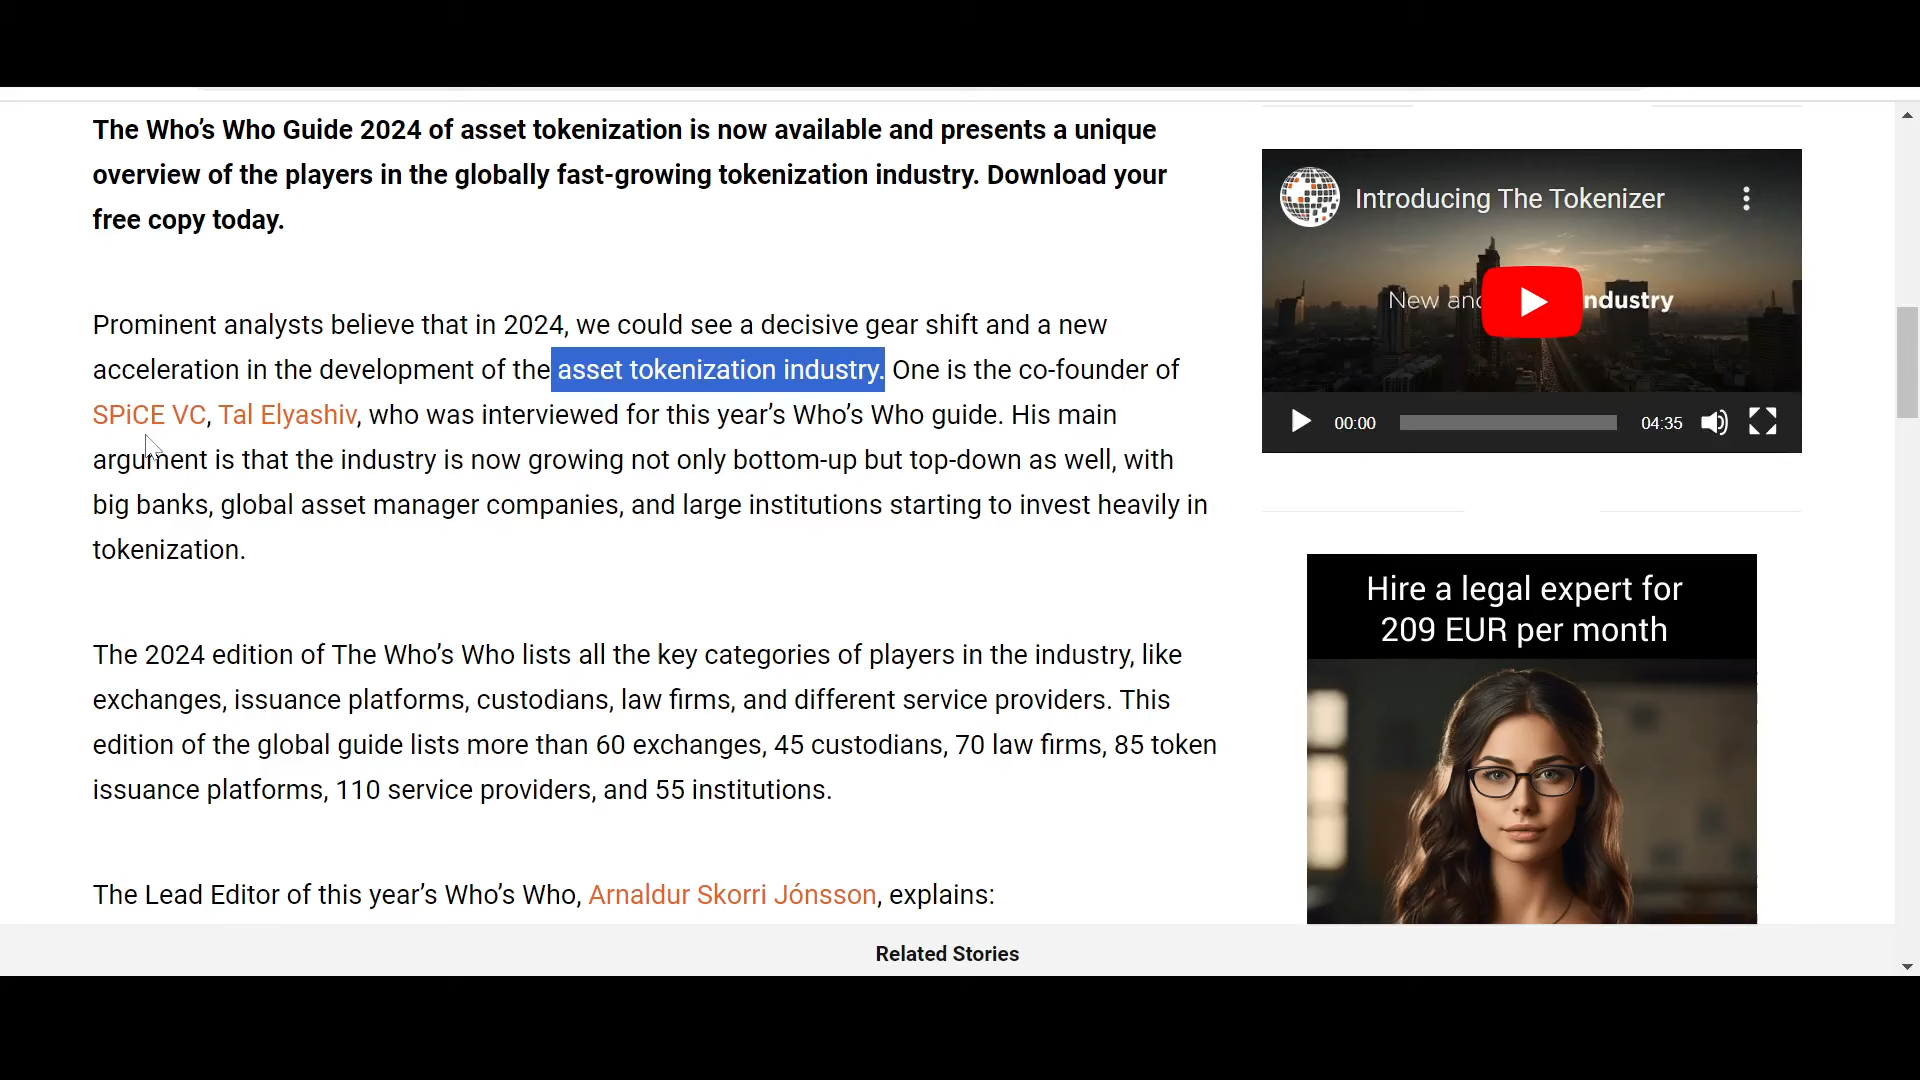 The Who’s Who Guide 2024 of asset tokenization is now available and presents a unique
overview of the players in the globally fast-growing tokenization industry. Download your
free copy today.
Prominent analysts believe that in 2024, we could see a decisive gear shift and a new
acceleration in the development of the asset tokenization industry. One is the co-founder of
SPiCE VC, Tal Elyashiv, who was interviewed for this year’s Who’s Who guide. His main
argument is that the industry is now growing not only bottom-up but top-down as well, with
big banks, global asset manager companies, and large institutions starting to invest heavily in
tokenization.
The 2024 edition of The Who’s Who lists all the key categories of players in the industry, like
exchanges, issuance platforms, custodians, law firms, and different service providers. This
edition of the global guide lists more than 60 exchanges, 45 custodians, 70 law firms, 85 token
issuance platforms, 110 service providers, and 55 institutions.
The Lead Editor of this year’s Who’s Who, Arnaldur Skorri Jónsson, explains:
Introducing The Tokenizer
New ndustry
00:00 04:35
Hire a legal expert for
209 EUR per month
Related Stories